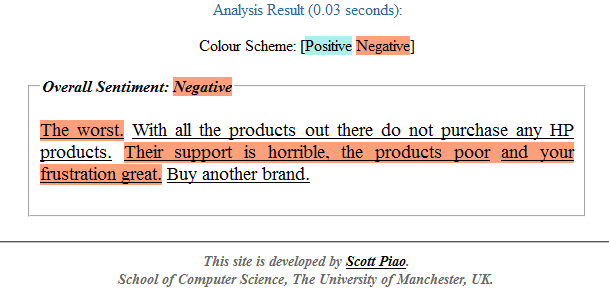 Analysis Result (0.03 seconds):
Colour Scheme: [Positive Negative]
Overall Sentiment: Negative
The worst. With all the products out there do not purchase any HP
products. Their support is horrible, the products poor and your
frustration great. Buy another brand.
This site is developed by Scott Piao.
School of Computer Science, The University of Manchester, UK.